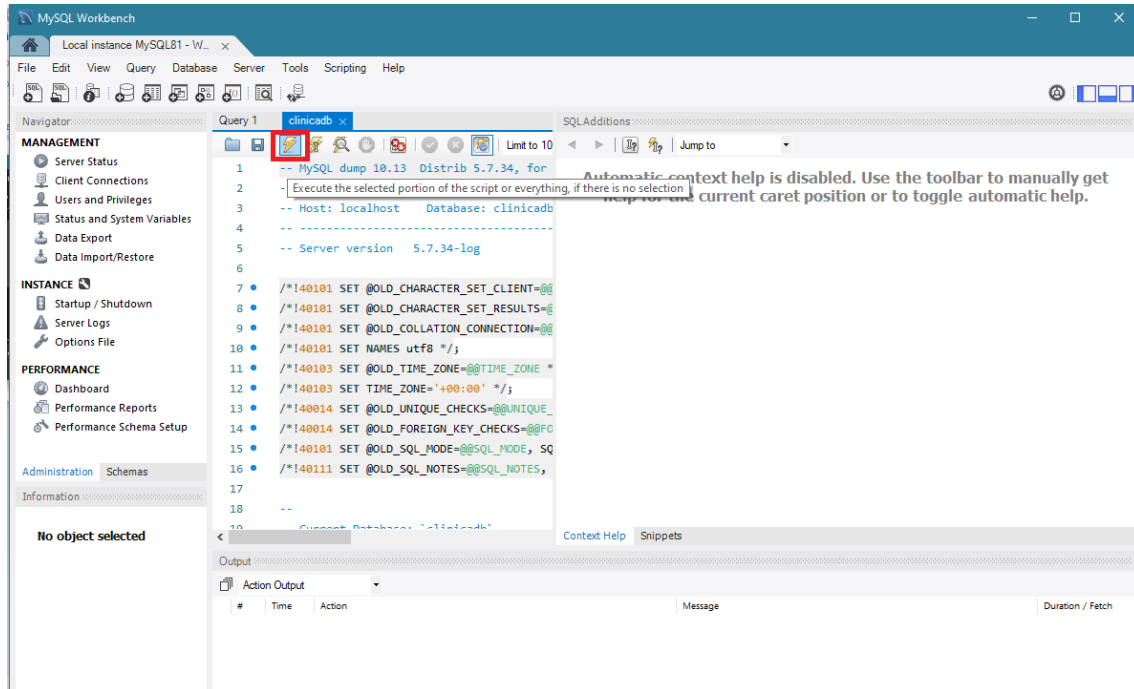 MySQL Workbench
Local instance MySQL81 - W...
File Edit View Query Database Server Tools Scripting Help
Navigator
MANAGEMENT
Server Status
Client Connections
Users and Privileges
Status and System Variables
Data Export
Data Import/Restore
INSTANCE
Startup / Shutdown
Server Logs
Options File
PERFORMANCE
Dashboard
Performance Reports
Performance Schema Setup
Administration Schemas
Information
No object selected
Query 1 clinicadb
Limit to 10
1 -- MySQL dump 10.13 Distrib 5.7.34, for
2 -
Execute the selected portion of the script or everything, if there is no selection
3 -- Host: localhost Database: clinicadb
4 -- ------------------------------------
5 -- Server version 5.7.34-log
6
7 /*!40101 SET @OLD_CHARACTER_SET_CLIENT=@@
8 /*!40101 SET @OLD_CHARACTER_SET_RESULTS=@
9 /*!40101 SET @OLD_COLLATION_CONNECTION=@@
10 /*!40101 SET NAMES utf8 */;
11 /*!40103 SET @OLD_TIME_ZONE=@@TIME_ZONE *
12 /*!40103 SET TIME_ZONE='+00:00' */;
13 /*!40014 SET @OLD_UNIQUE_CHECKS=@@UNIQUE_
14 /*!40014 SET @OLD_FOREIGN_KEY_CHECKS=@@FO
15 /*!40101 SET @OLD_SQL_MODE=@@SQL_MODE, SQ
16 /*!40111 SET @OLD_SQL_NOTES=@@SQL_NOTES,
17
18 --
19 -- Current Database: `clinicadb`
SQLAdditions
Jump to
Automatic context help is disabled. Use the toolbar to manually get
help for the current caret position or to toggle automatic help.
Context Help Snippets
Output
Action Output
# Time Action Message Duration / Fetch